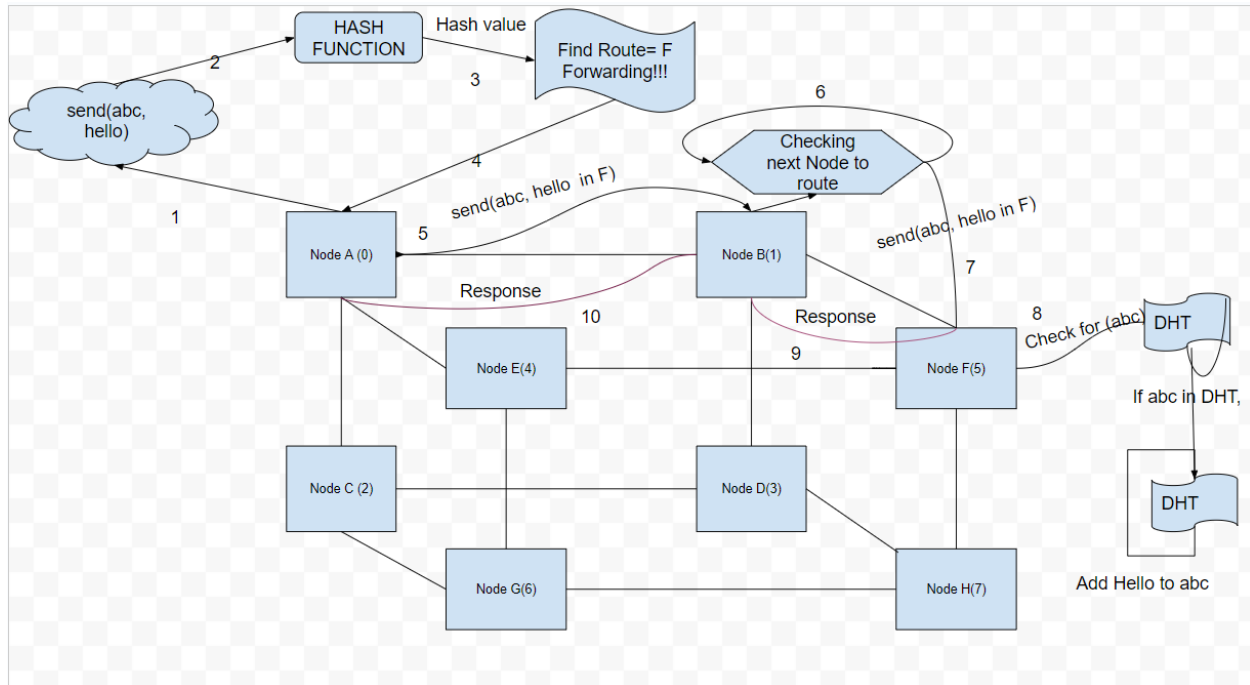 HASH
FUNCTION
Hash value
Find Route= F
Forwarding!!!
2
3
send(abc,
hello)
6
Checking
next Node to
route
4
1
5
send(abc, hello  in F)
send(abc, hello in F)
7
Node A (0)
Node B(1)
Response
10
Response
9
8
Check for (abc)
DHT
Node E(4)
Node F(5)
If abc in DHT,
Node C (2)
Node D(3)
DHT
Node G(6)
Node H(7)
Add Hello to abc